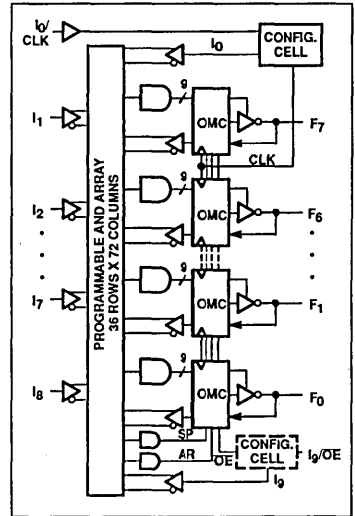 I0/
CLK
I0
CONFIG.
CELL
PROGRAMMABLE AND ARRAY
36 ROWS X 72 COLUMNS
9
OMC
F7
I1
CLK
9
OMC
F6
I2
9
OMC
F1
I7
9
OMC
F0
I8
SP
AR
OE
CONFIG.
CELL
I9/OE
I9